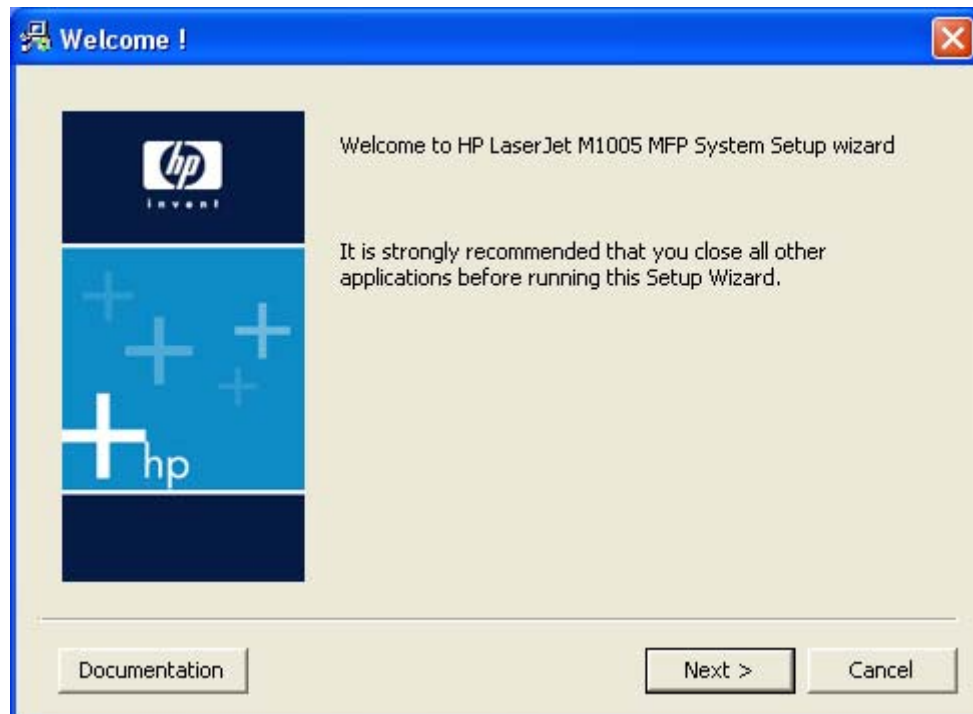 Welcome !
hp
invent
Welcome to HP LaserJet M1005 MFP System Setup wizard
It is strongly recommended that you close all other
applications before running this Setup Wizard.
hp
Documentation
Next >
Cancel